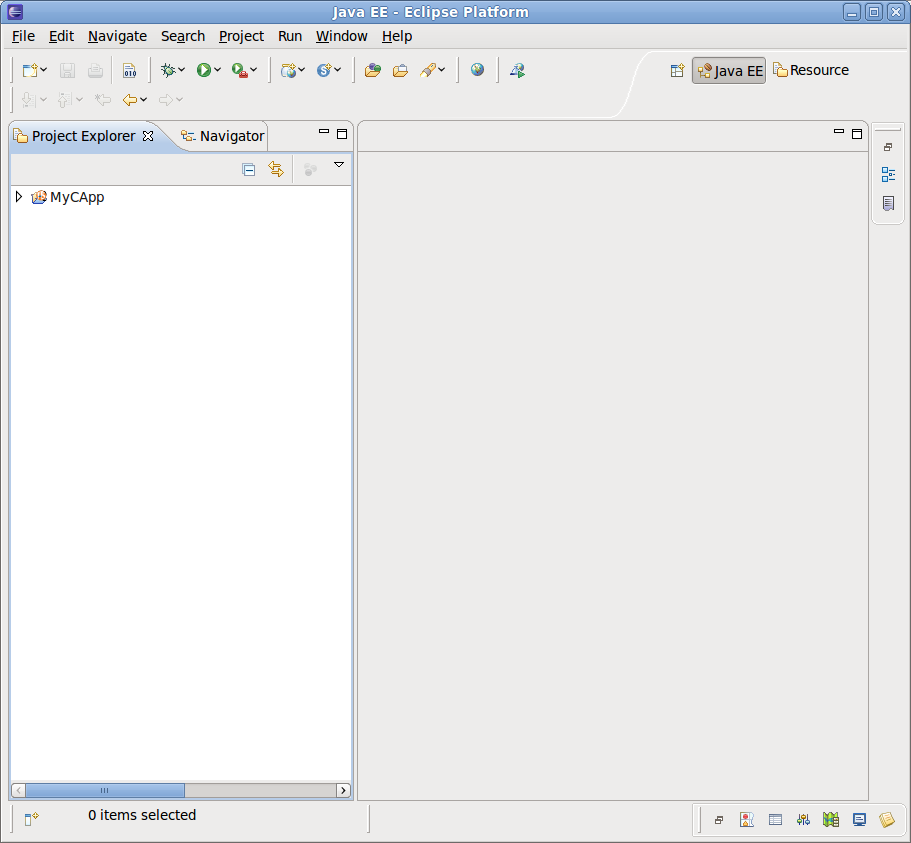 Java EE - Eclipse Platform
File Edit Navigate Search Project Run Window Help
Java EE Resource
Project Explorer Navigator
MyCApp
0 items selected